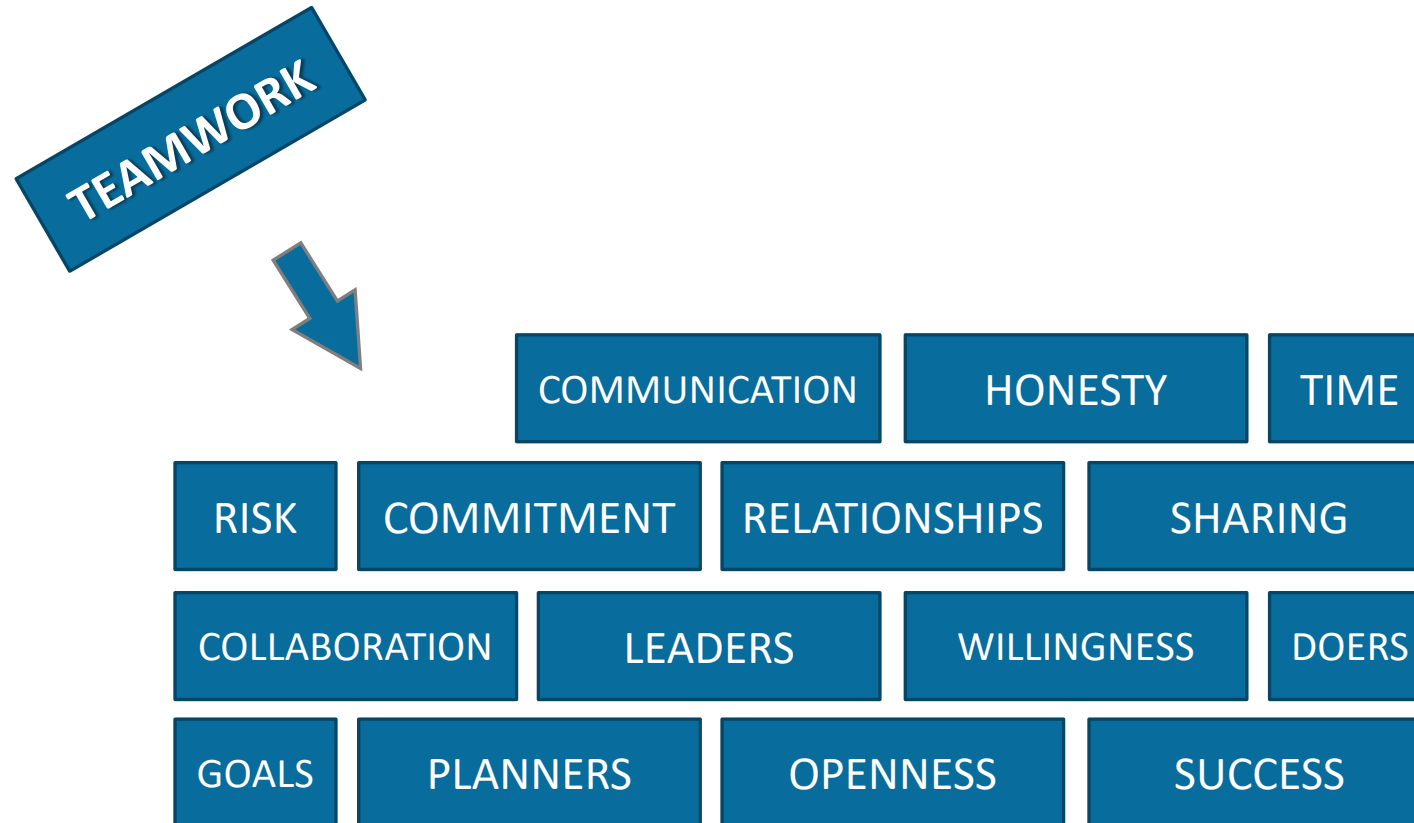 TEAMWORK
COMMUNICATION HONESTY TIME
RISK COMMITMENT RELATIONSHIPS SHARING
COLLABORATION LEADERS WILLINGNESS DOERS
GOALS PLANNERS OPENNESS SUCCESS